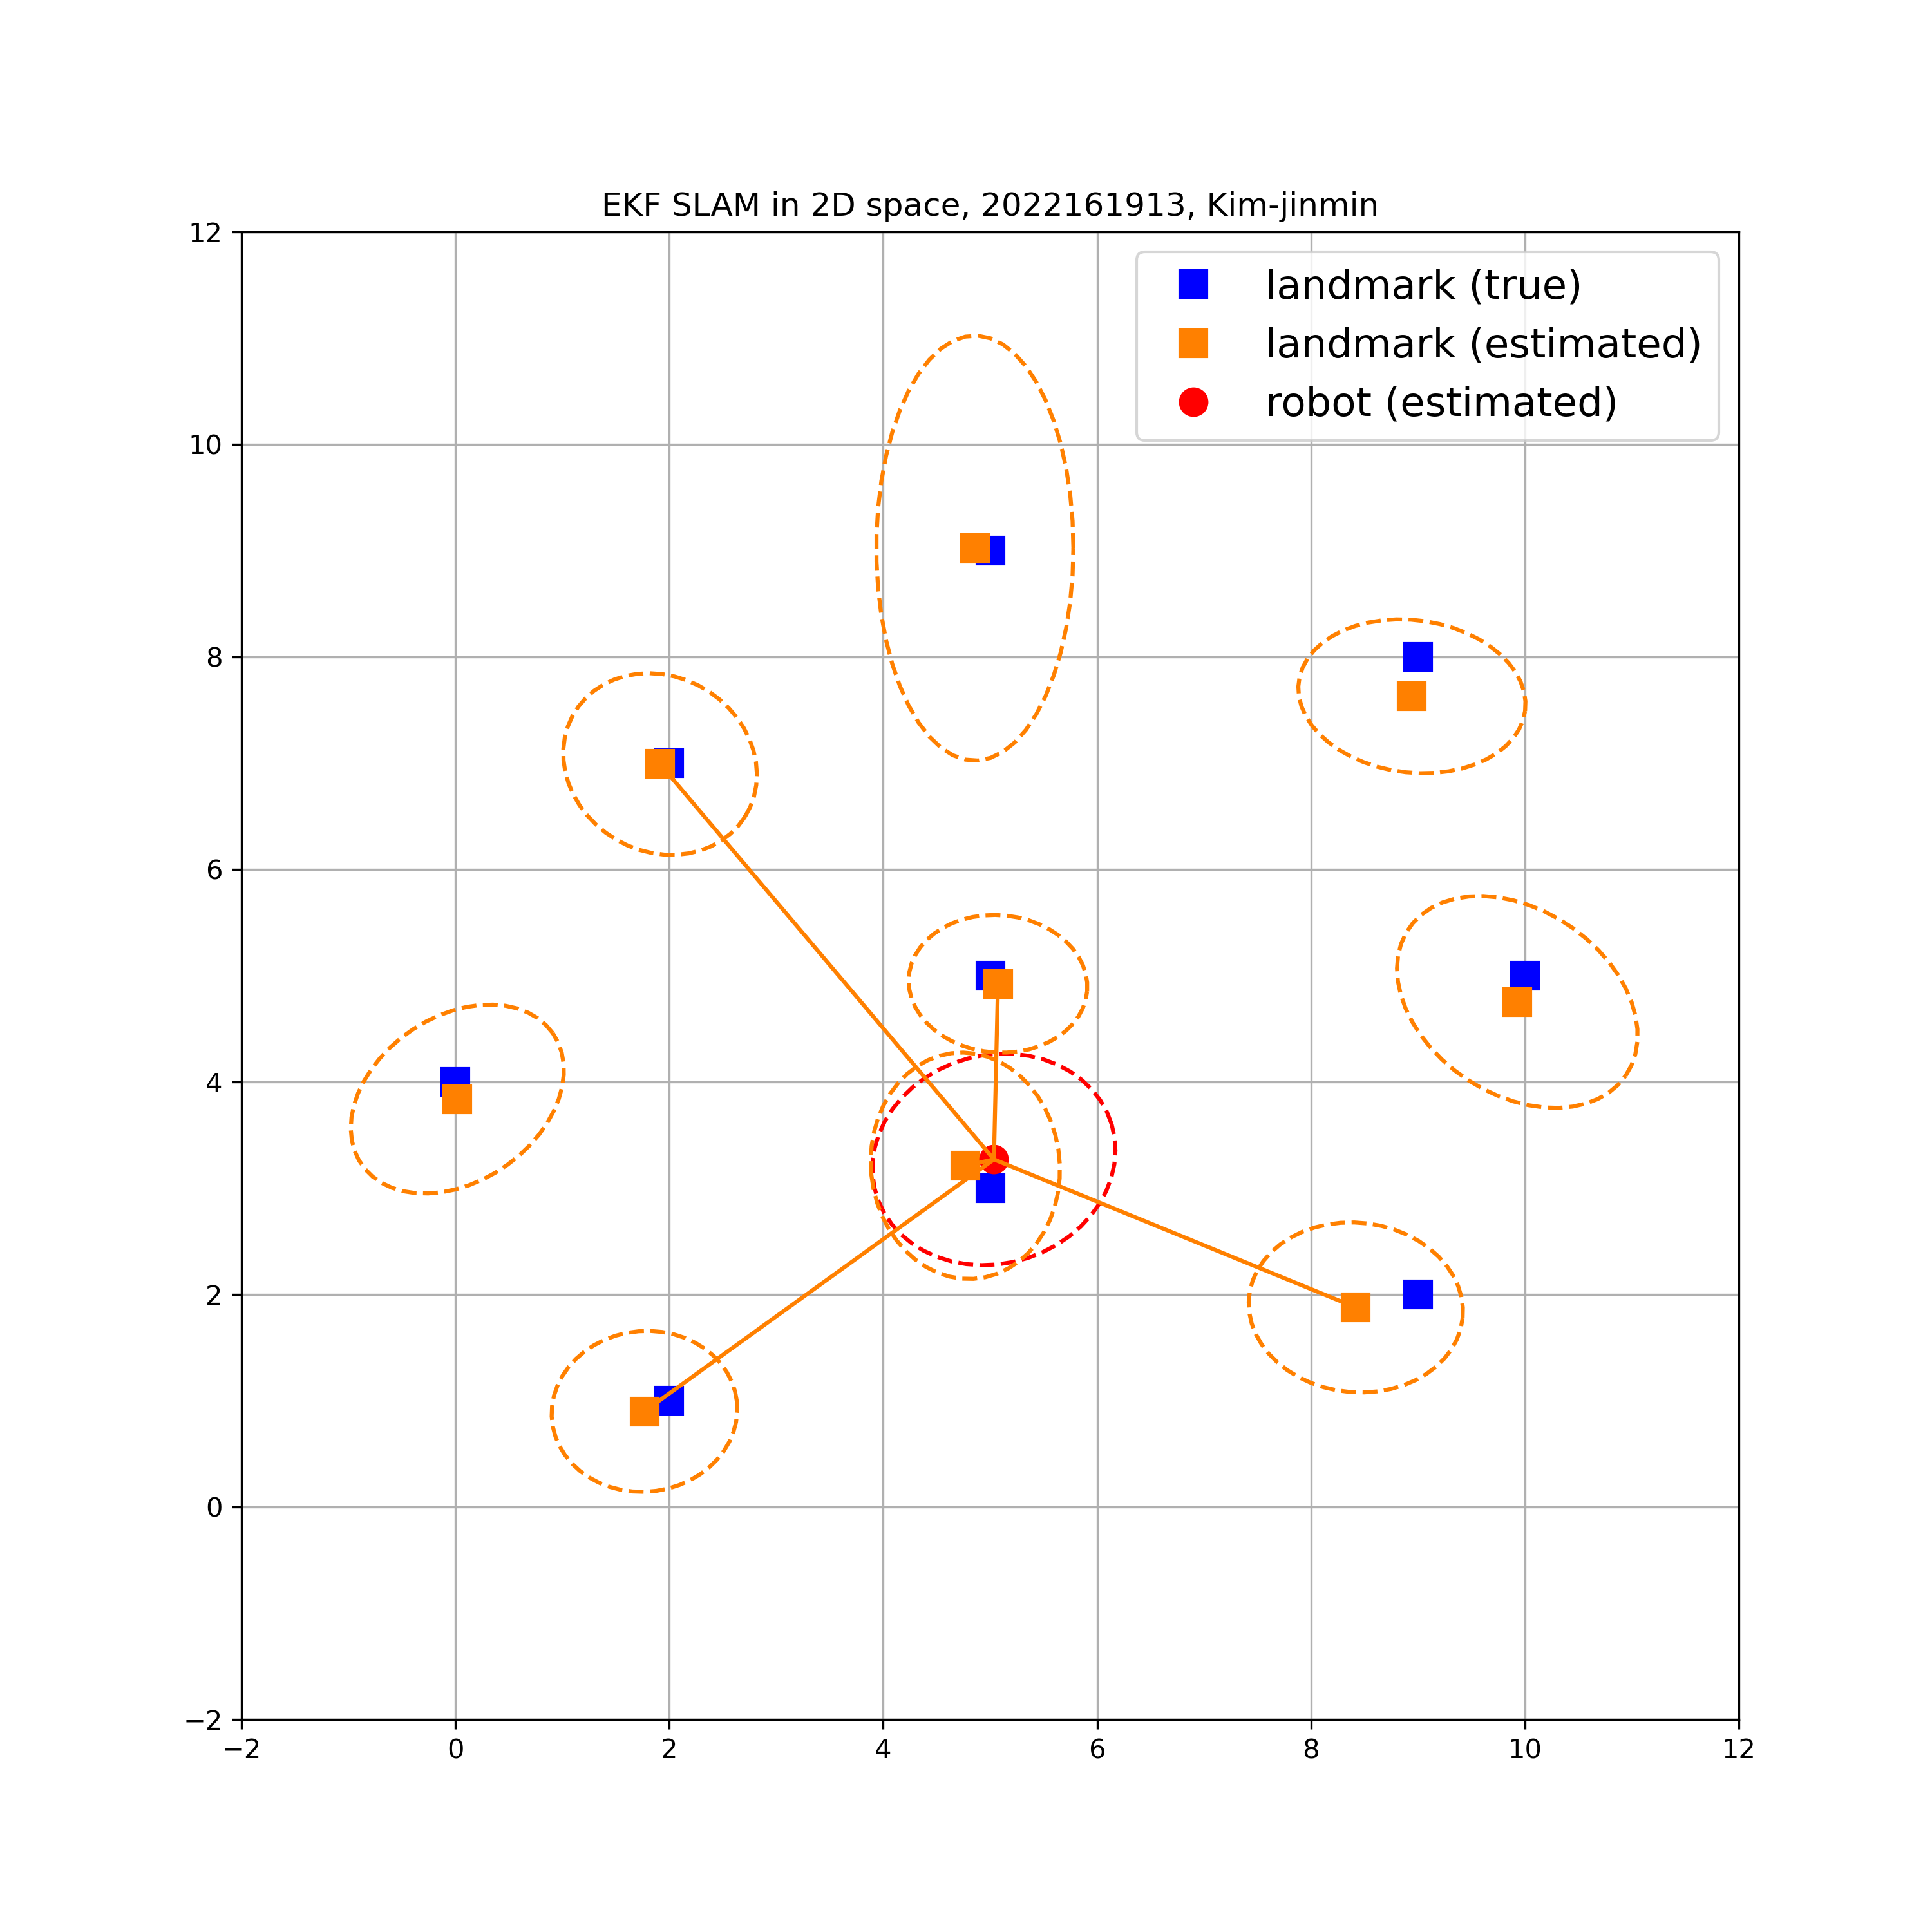 EKF SLAM in 2D space, 2022161913, Kim-jinmin
landmark (true)
landmark (estimated)
robot (estimated)
12
10
8
6
4
2
0
−2
−2 0 2 4 6 8 10 12